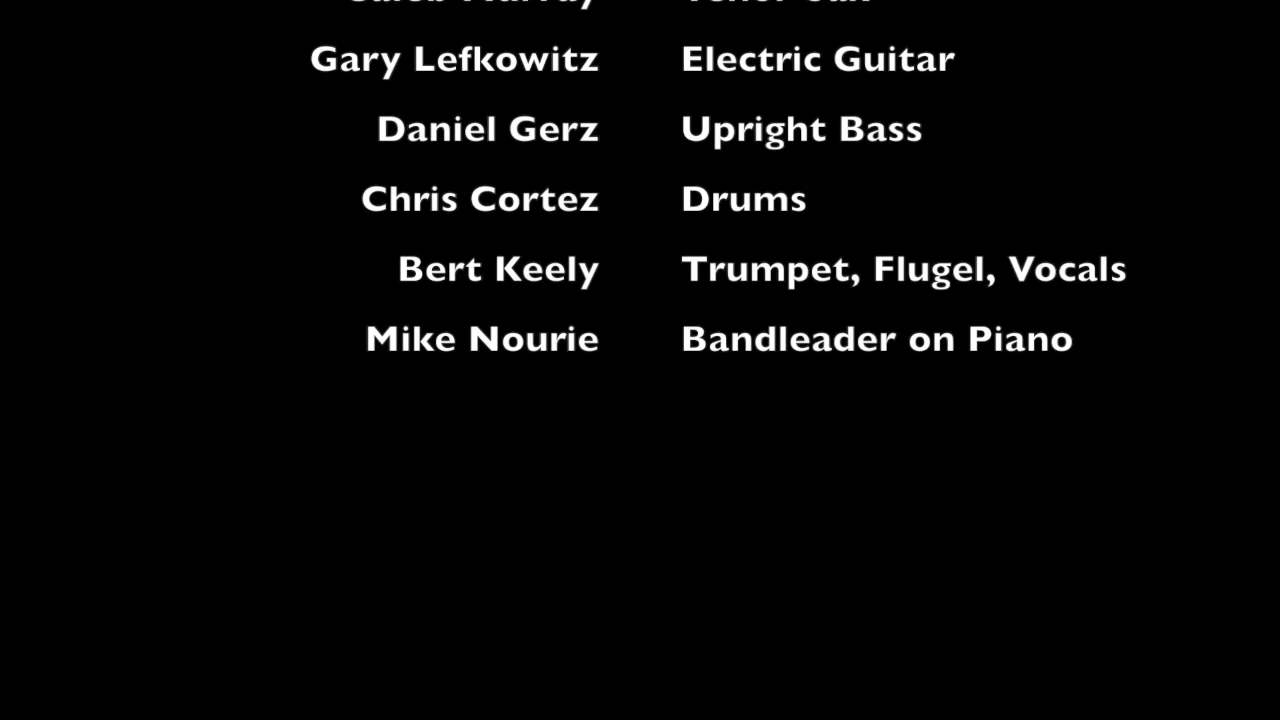 Gary Lefkowitz Electric Guitar
Daniel Gerz Upright Bass
Chris Cortez Drums
Bert Keely Trumpet, Flugel, Vocals
Mike Nourie Bandleader on Piano